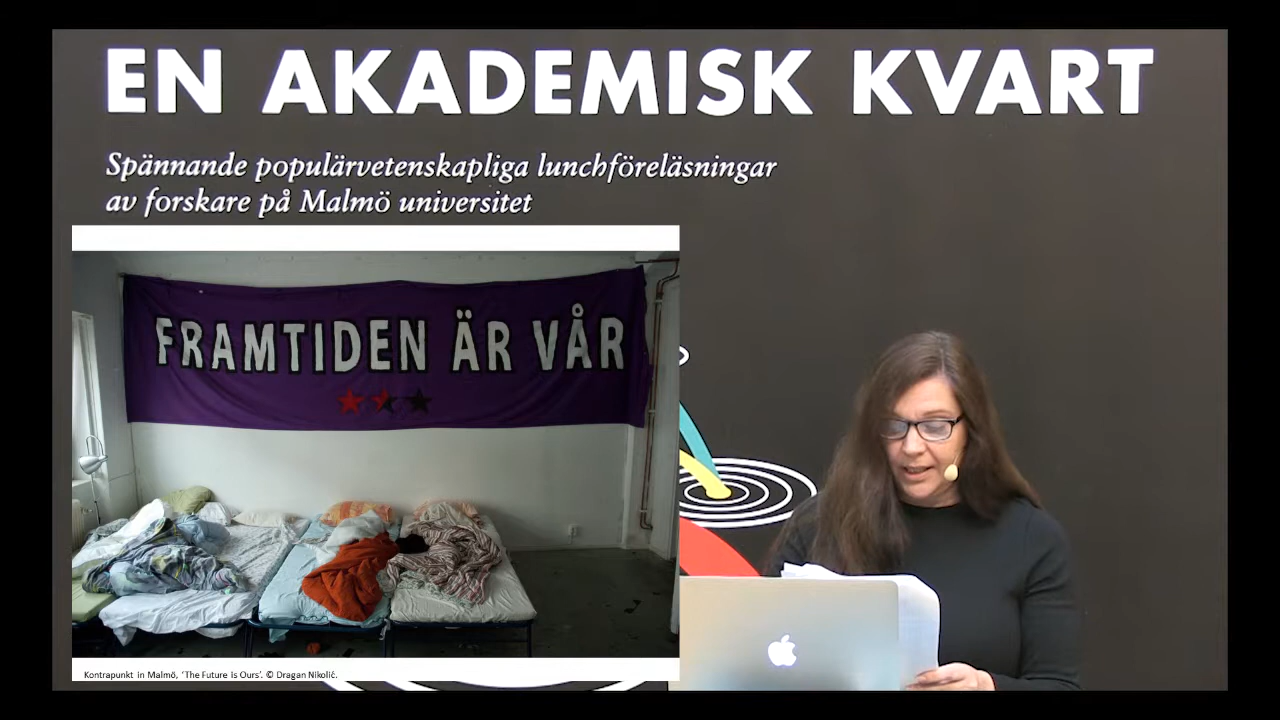 EN AKADEMISK KVART
Spännande populärvetenskapliga lunchföreläsningar
av forskare på Malmö universitet
FRAMTIDEN ÄR VÅR
Kontrapunkt in Malmö, 'The Future Is Ours'. © Dragan Nikolić.